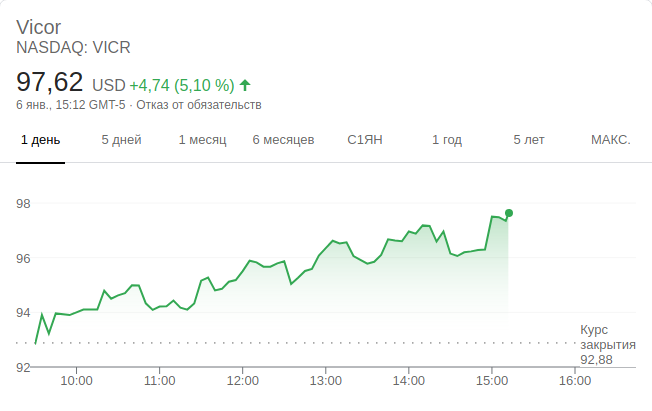 Vicor
NASDAQ: VICR
97,62 USD +4,74 (5,10 %)
6 янв., 15:12 GMT-5 · Отказ от обязательств
1 день 5 дней 1 месяц 6 месяцев С1ЯН 1 год 5 лет МАКС.
98
96
94
92
Курс
закрытия
92,88
10:00 11:00 12:00 13:00 14:00 15:00 16:00